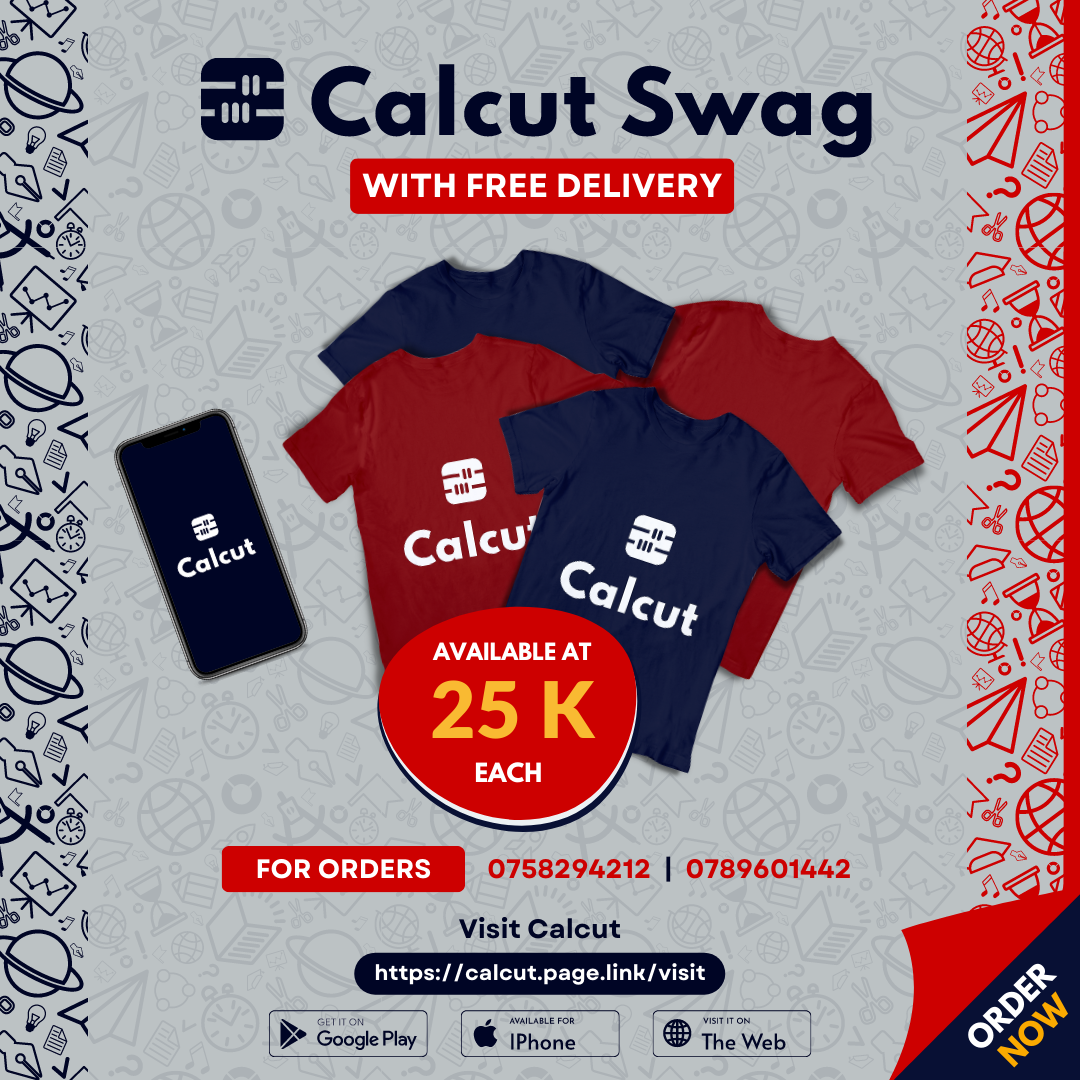 Calcut Swag
WITH FREE DELIVERY
Calcut
Calcut
Calcut
AVAILABLE AT
25 K
EACH
FOR ORDERS
0758294212 | 0789601442
Visit Calcut
https://calcut.page.link/visit
GET IT ON
Google Play
AVAILABLE FOR
IPhone
VISIT IT ON
The Web
ORDER
NOW